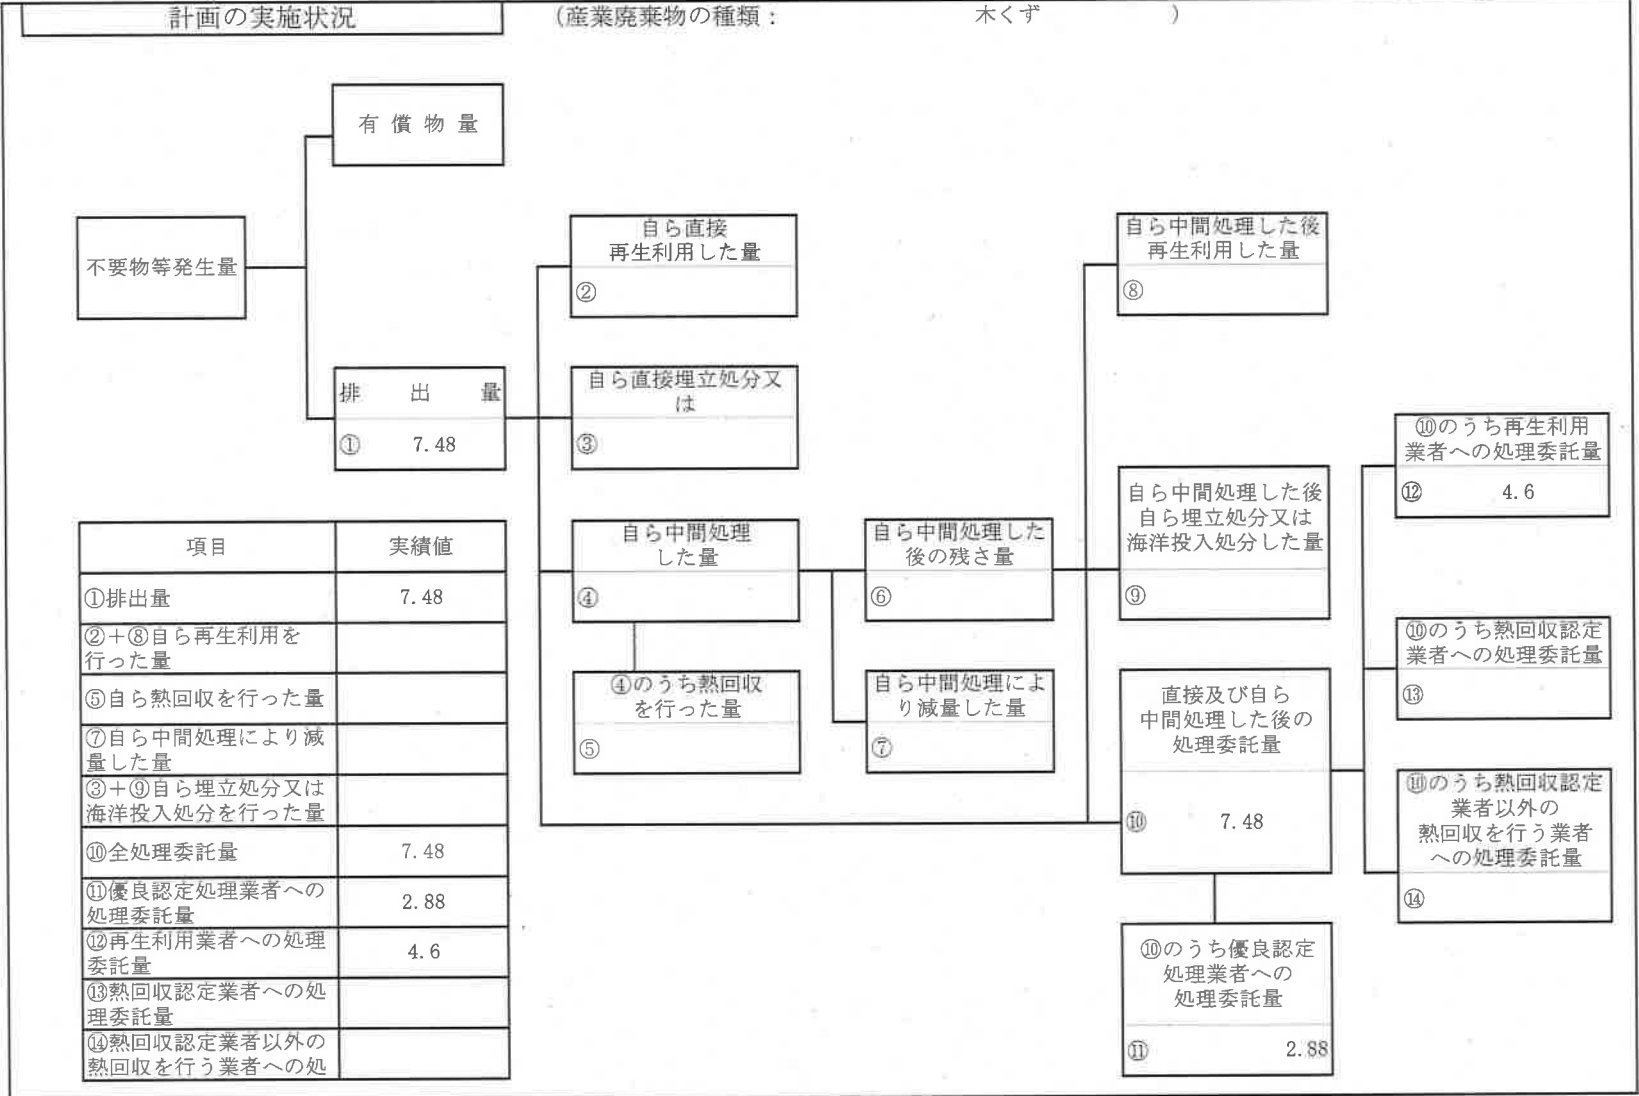 計画の実施状況
(産業廃棄物の種類: 木くず )
有償物量
不要物等発生量
排出量
① 7.48
自ら直接
再生利用した量
②
自ら直接埋立処分又
は
③
自ら中間処理
した量
④
④のうち熱回収
を行った量
⑤
自ら中間処理した
後の残さ量
⑥
自ら中間処理によ
り減量した量
⑦
自ら中間処理した後
再生利用した量
⑧
自ら中間処理した後
自ら埋立処分又は
海洋投入処分した量
⑨
直接及び自ら
中間処理した後の
処理委託量
⑩ 7.48
⑩のうち優良認定
処理業者への
処理委託量
⑪ 2.88
⑩のうち再生利用
業者への処理委託量
⑫ 4.6
⑩のうち熱回収認定
業者への処理委託量
⑬
⑩のうち熱回収認定
業者以外の
熱回収を行う業者
への処理委託量
⑭
項目 実績値
①排出量 7.48
②+⑧自ら再生利用を
行った量
⑤自ら熱回収を行った量
⑦自ら中間処理により減
量した量
③+⑨自ら埋立処分又は
海洋投入処分を行った量
⑩全処理委託量 7.48
⑪優良認定処理業者への
処理委託量 2.88
⑫再生利用業者への処理
委託量 4.6
⑬熱回収認定業者への処
理委託量
⑭熱回収認定業者以外の
熱回収を行う業者への処